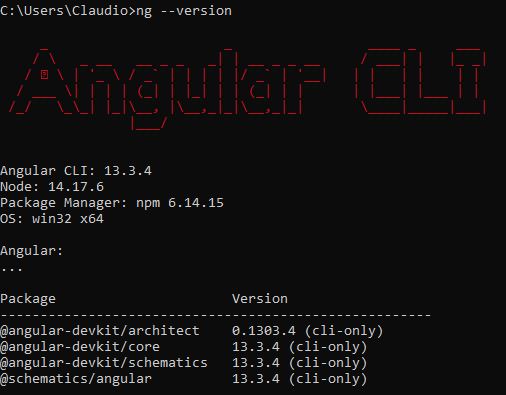 C:\Users\Claudio>ng --version
Angular CLI
Angular CLI: 13.3.4
Node: 14.17.6
Package Manager: npm 6.14.15
OS: win32 x64
Angular:
...
Package Version
------------------------------------------------------
@angular-devkit/architect 0.1303.4 (cli-only)
@angular-devkit/core 13.3.4 (cli-only)
@angular-devkit/schematics 13.3.4 (cli-only)
@schematics/angular 13.3.4 (cli-only)